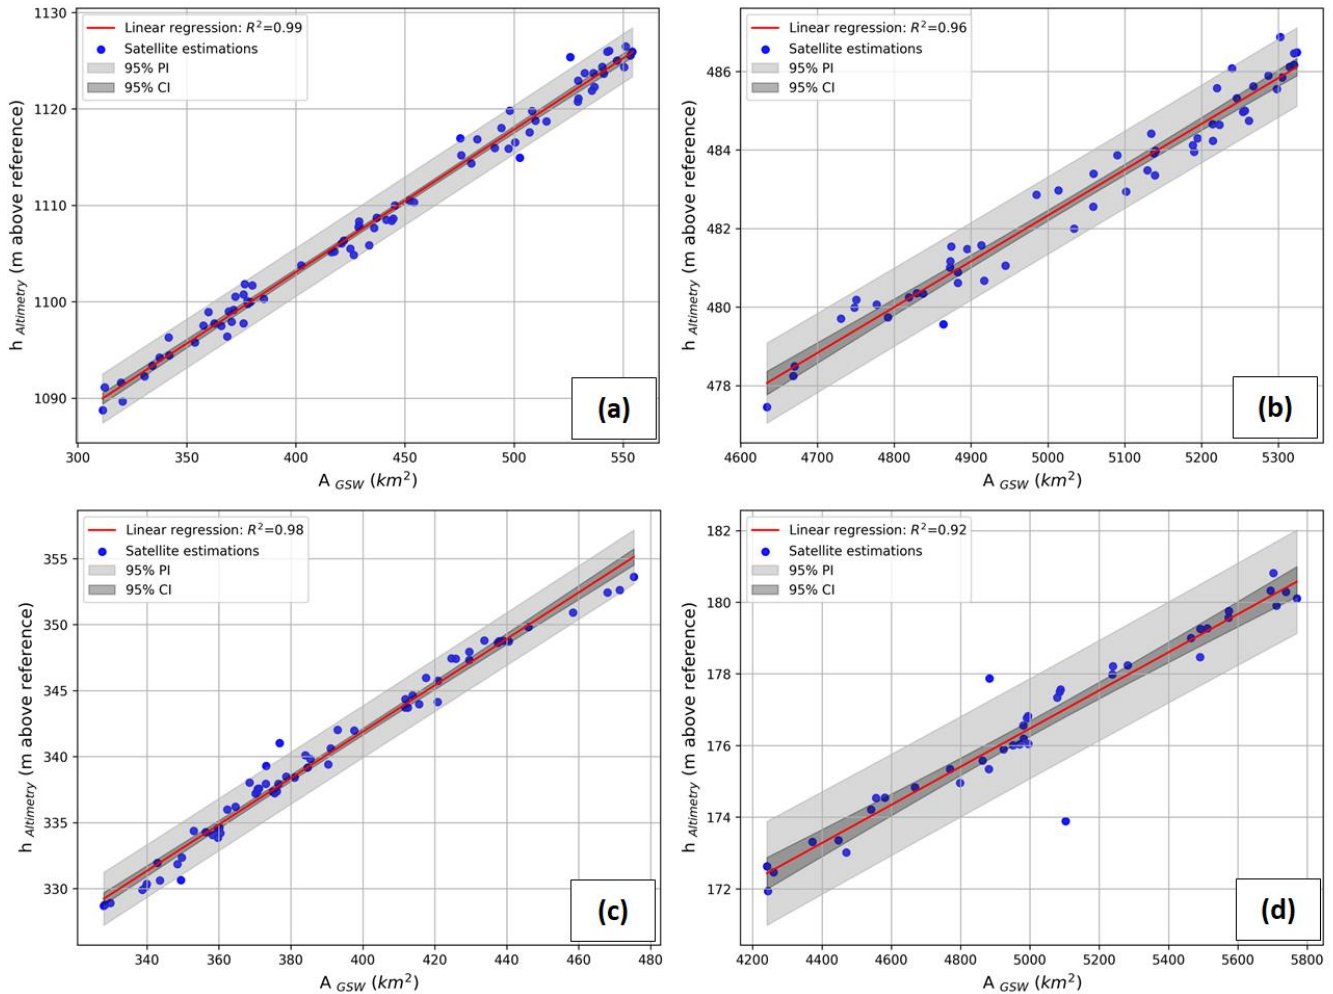 Linear regression: R²=0.99
Satellite estimations
95% PI
95% CI
1130
1120
1110
1100
1090
h Altimetry (m above reference)
300 350 400 450 500 550
A GSW (km²)
(a)
Linear regression: R²=0.96
Satellite estimations
95% PI
95% CI
486
484
482
480
478
h Altimetry (m above reference)
4600 4700 4800 4900 5000 5100 5200 5300
A GSW (km²)
(b)
Linear regression: R²=0.98
Satellite estimations
95% PI
95% CI
355
350
345
340
335
330
h Altimetry (m above reference)
340 360 380 400 420 440 460 480
A GSW (km²)
(c)
Linear regression: R²=0.92
Satellite estimations
95% PI
95% CI
182
180
178
176
174
172
h Altimetry (m above reference)
4200 4400 4600 4800 5000 5200 5400 5600 5800
A GSW (km²)
(d)